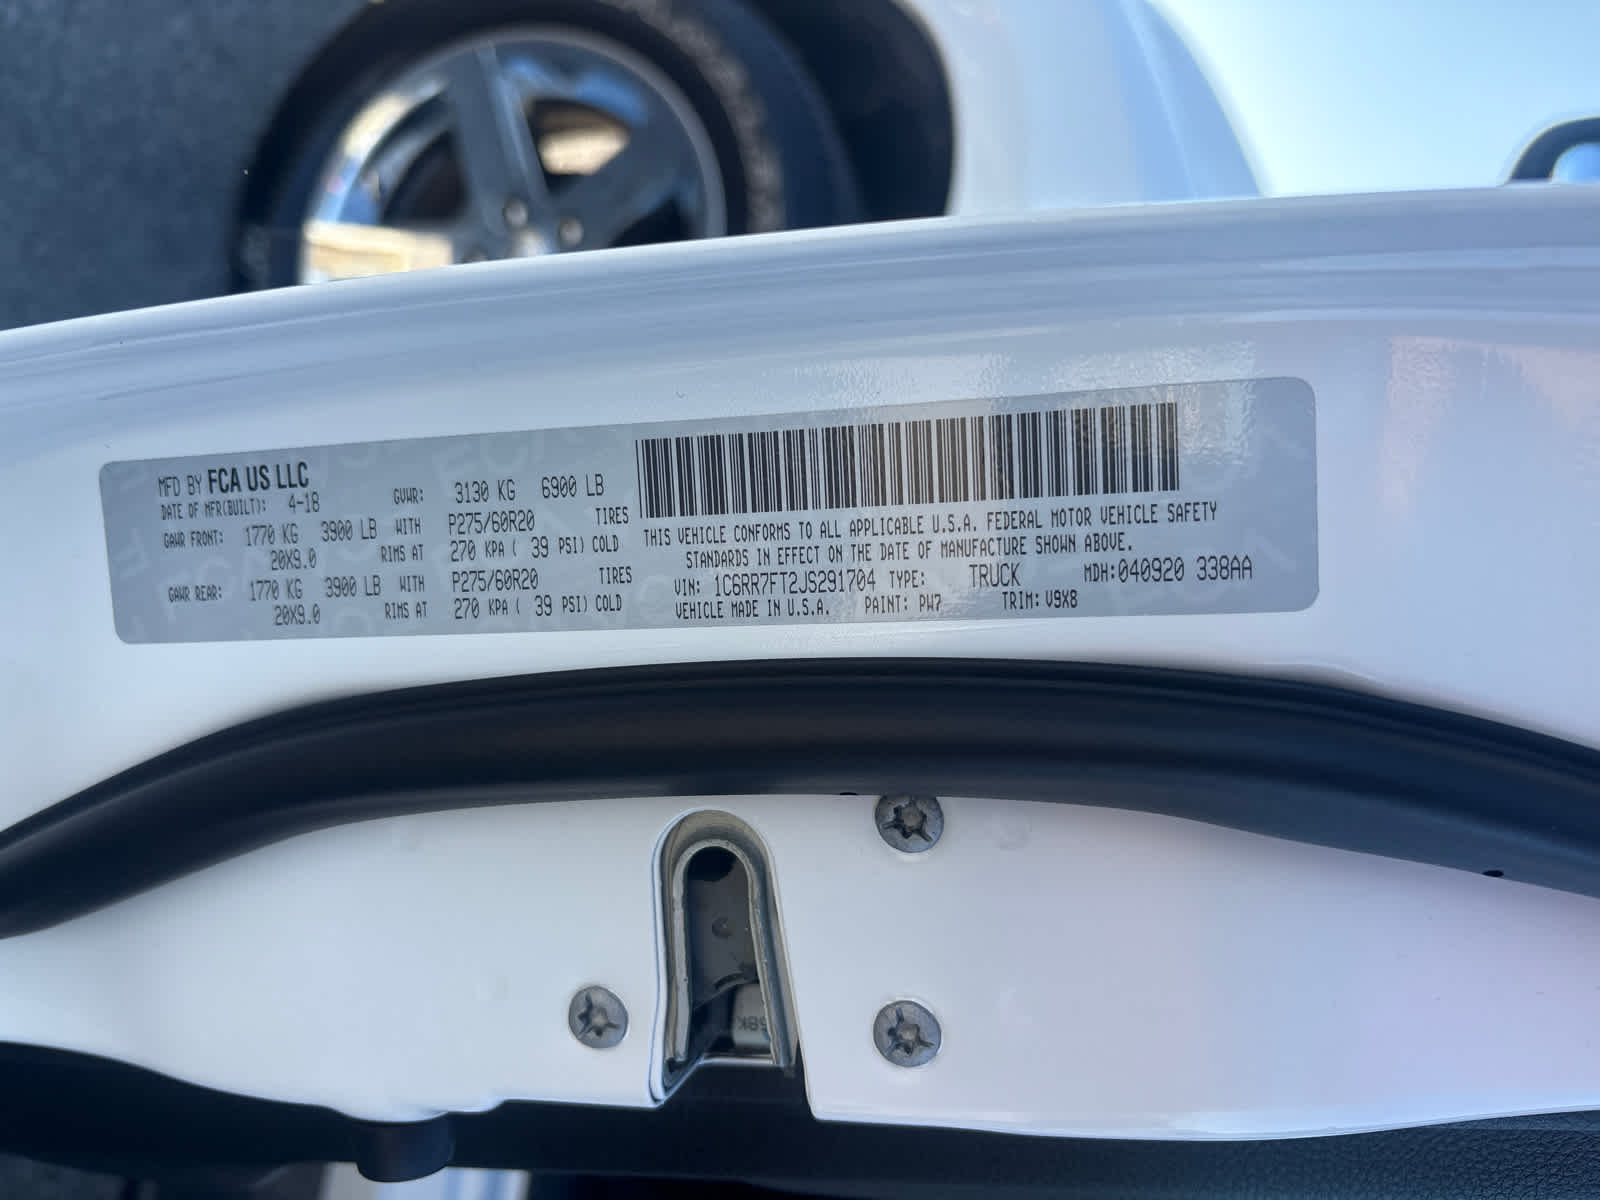 MFD BY FCA US LLC
DATE OF MFR(BUILT): 4-18 GVWR: 3130 KG 6900 LB
GAWR FRONT: 1770 KG 3900 LB WITH P275/60R20 TIRES
20X9.0 RIMS AT 270 KPA ( 39 PSI) COLD
GAWR REAR: 1770 KG 3900 LB WITH P275/60R20 TIRES
20X9.0 RIMS AT 270 KPA ( 39 PSI) COLD
THIS VEHICLE CONFORMS TO ALL APPLICABLE U.S.A. FEDERAL MOTOR VEHICLE SAFETY
STANDARDS IN EFFECT ON THE DATE OF MANUFACTURE SHOWN ABOVE.
VIN: 1C6RR7FT2JS291704 TYPE: TRUCK MDH:040920 338AA
VEHICLE MADE IN U.S.A. PAINT: PW7 TRIM: V9X8